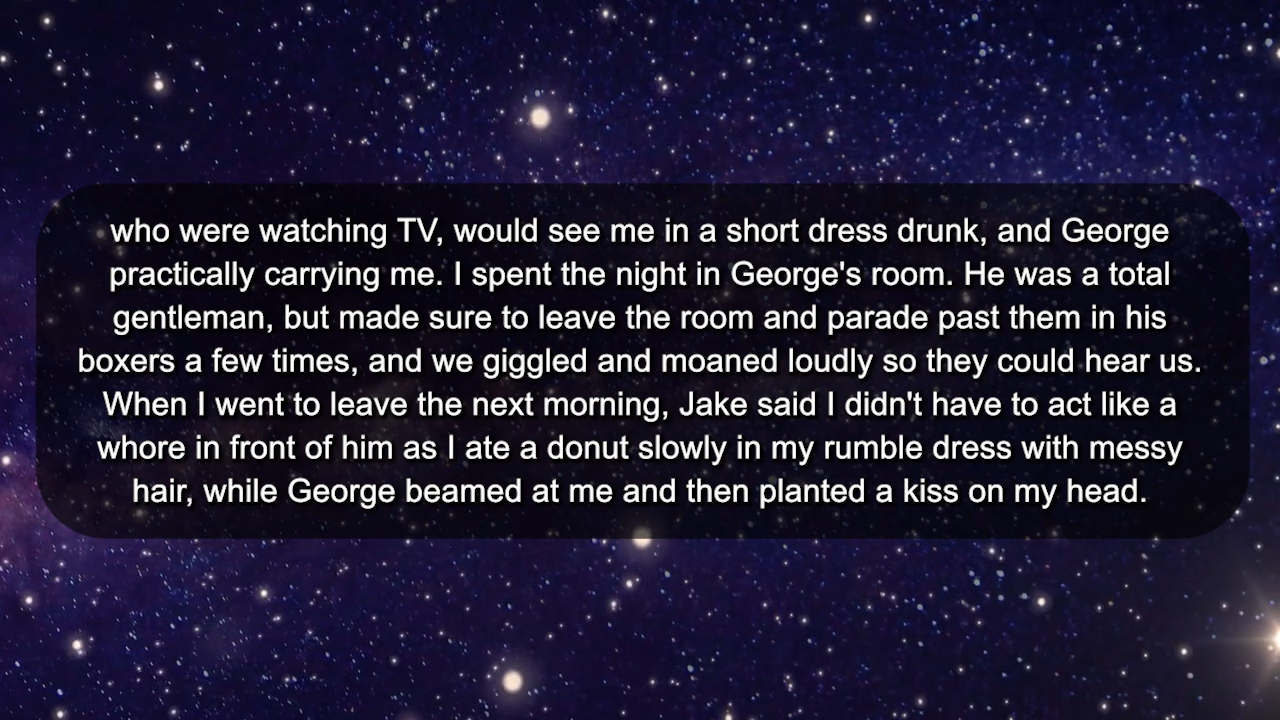 who were watching TV, would see me in a short dress drunk, and George
practically carrying me. I spent the night in George's room. He was a total
gentleman, but made sure to leave the room and parade past them in his
boxers a few times, and we giggled and moaned loudly so they could hear us.
When I went to leave the next morning, Jake said I didn't have to act like a
whore in front of him as I ate a donut slowly in my rumble dress with messy
hair, while George beamed at me and then planted a kiss on my head.